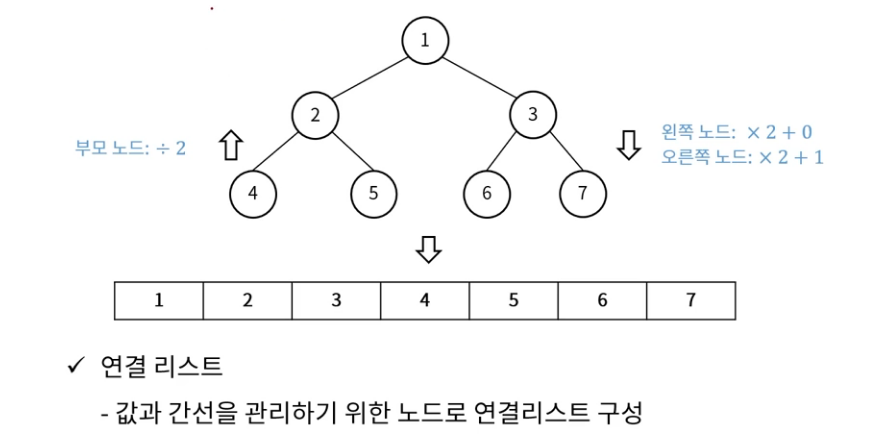 1
2
3
부모 노드: ÷ 2
왼쪽 노드: × 2 + 0
오른쪽 노드: × 2 + 1
4
5
6
7
1 2 3 4 5 6 7
✓ 연결 리스트
- 값과 간선을 관리하기 위한 노드로 연결리스트 구성